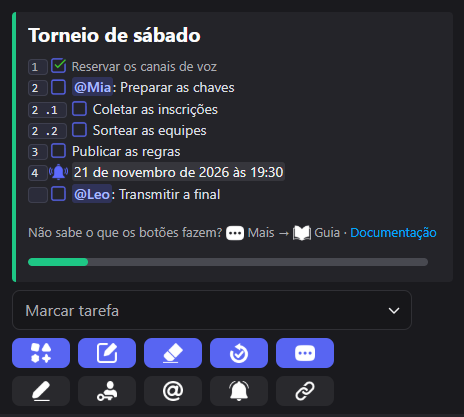 Torneio de sábado
1 Reservar os canais de voz
2 @Mia: Preparar as chaves
2 .1 Coletar as inscrições
2 .2 Sortear as equipes
3 Publicar as regras
4 21 de novembro de 2026 às 19:30
@Leo: Transmitir a final
Não sabe o que os botões fazem? Mais → Guia · Documentação
Marcar tarefa